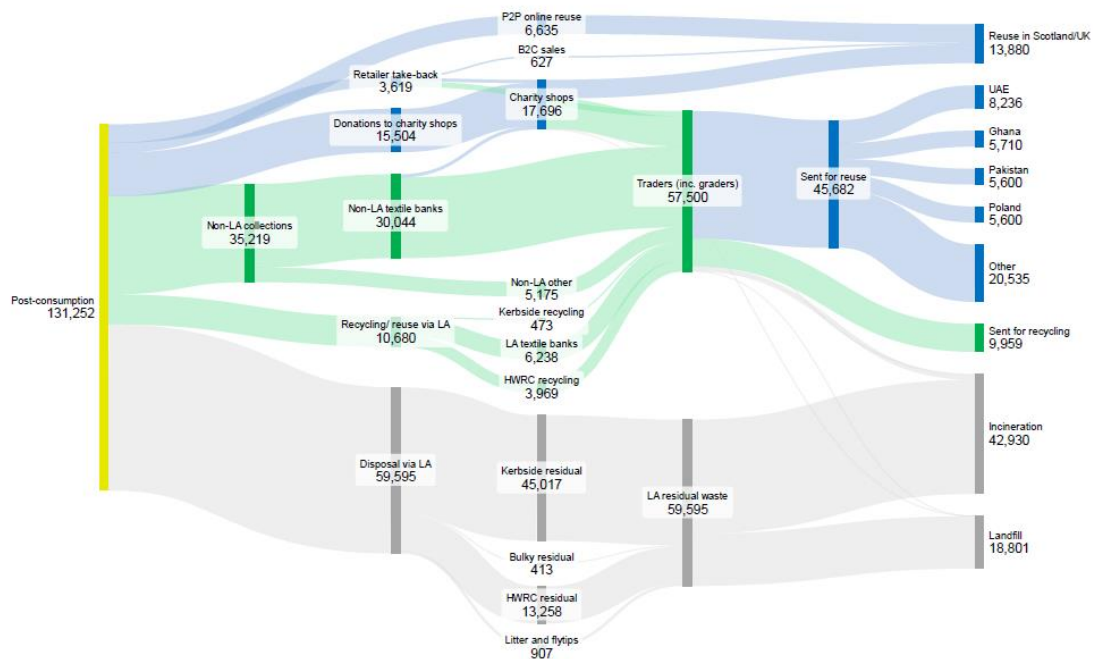 P2P online reuse
6,635
B2C sales
627
Retailer take-back
3,619
Charity shops
17,696
Donations to charity shops
15,504
Reuse in Scotland/UK
13,880
UAE
8,236
Ghana
5,710
Pakistan
5,600
Poland
5,600
Other
20,535
Sent for reuse
45,682
Traders (inc. graders)
57,500
Non-LA textile banks
30,044
Non-LA collections
35,219
Non-LA other
5,175
Post-consumption
131,252
Kerbside recycling
473
Recycling/ reuse via LA
10,680
LA textile banks
6,238
HWRC recycling
3,969
Sent for recycling
9,959
Incineration
42,930
Disposal via LA
59,595
Kerbside residual
45,017
LA residual waste
59,595
Landfill
18,801
Bulky residual
413
HWRC residual
13,258
Litter and flytips
907